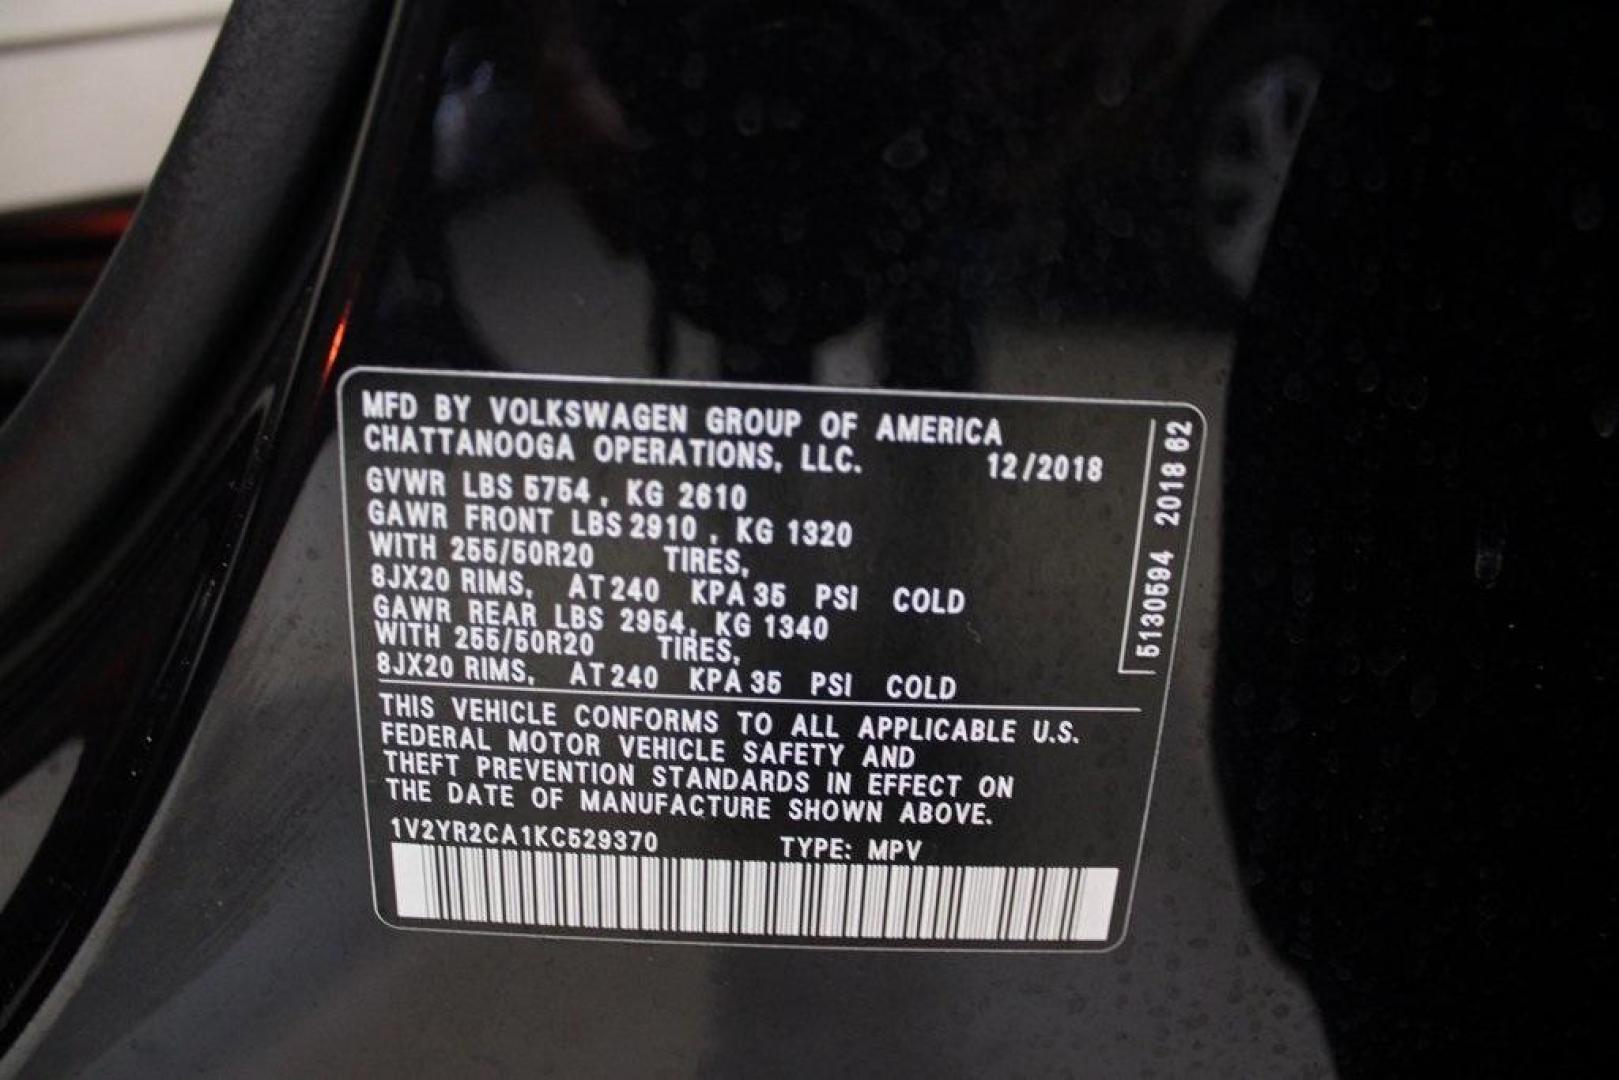 MFD BY VOLKSWAGEN GROUP OF AMERICA
CHATTANOOGA OPERATIONS, LLC. 12/2018
GVWR LBS 5754, KG 2610
GAWR FRONT LBS 2910, KG 1320
WITH 255/50R20 TIRES,
8JX20 RIMS, AT 240 KPA 35 PSI COLD
GAWR REAR LBS 2954, KG 1340
WITH 255/50R20 TIRES,
8JX20 RIMS, AT 240 KPA 35 PSI COLD
THIS VEHICLE CONFORMS TO ALL APPLICABLE U.S.
FEDERAL MOTOR VEHICLE SAFETY AND
THEFT PREVENTION STANDARDS IN EFFECT ON
THE DATE OF MANUFACTURE SHOWN ABOVE.
1V2YR2CA1KC529370 TYPE: MPV
5130594 2018 62